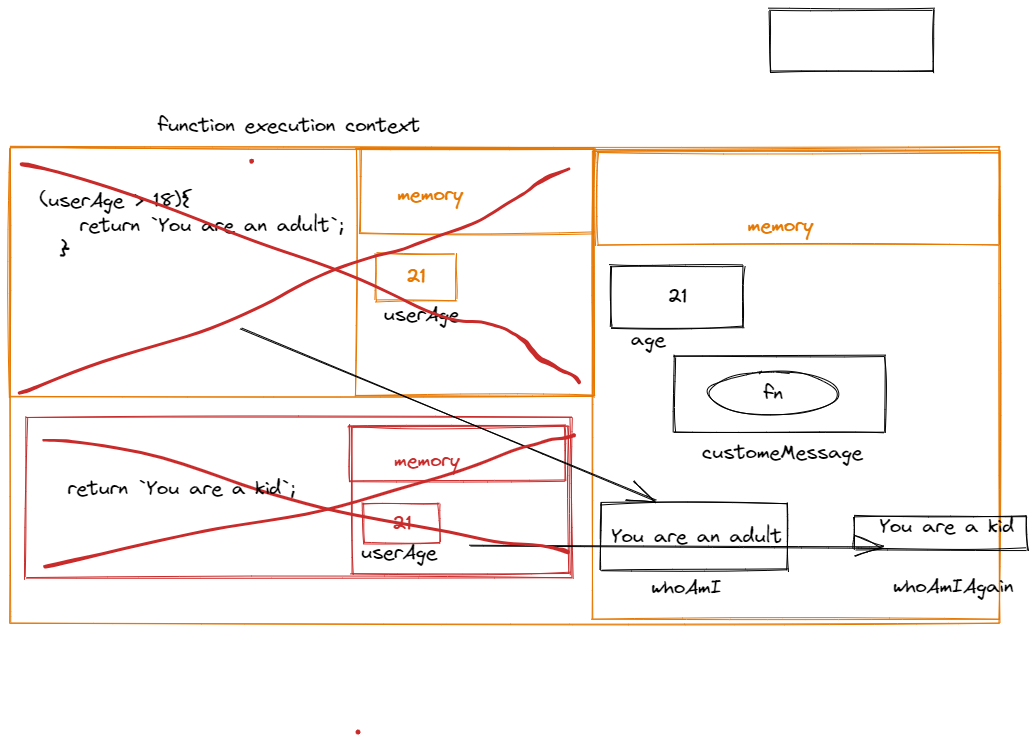 function execution context
(userAge > 18){
return `You are an adult`;
}
memory
21
userAge
memory
21
age
fn
customeMessage
return `You are a kid`;
memory
21
userAge
You are an adult
whoAmI
You are a kid
whoAmIAgain